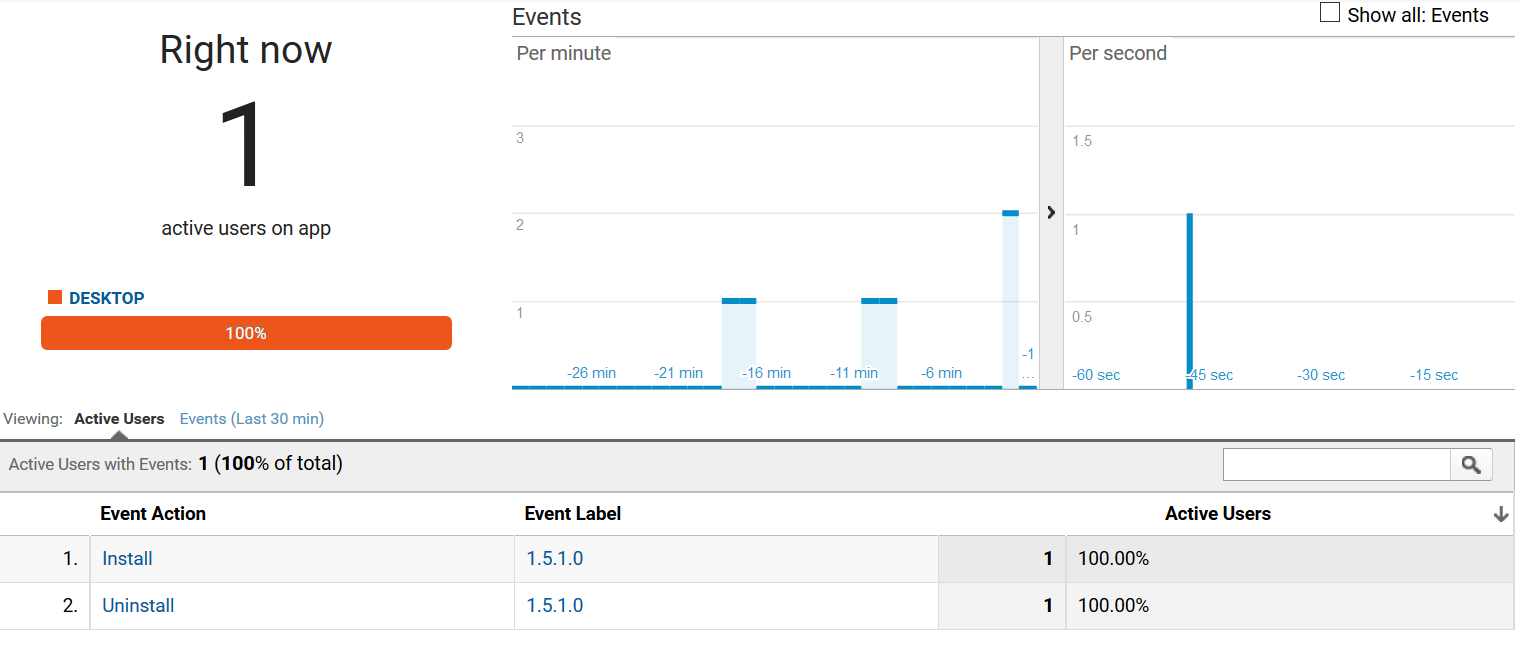 Right now
1
active users on app
DESKTOP
100%
Events
Show all: Events
Per minute
3
2
1
-26 min -21 min -16 min -11 min -6 min -1 ...
Per second
1.5
1
0.5
-60 sec -45 sec -30 sec -15 sec
Viewing: Active Users Events (Last 30 min)
Active Users with Events: 1 (100% of total)
Event Action Event Label Active Users
1. Install 1.5.1.0 1 100.00%
2. Uninstall 1.5.1.0 1 100.00%